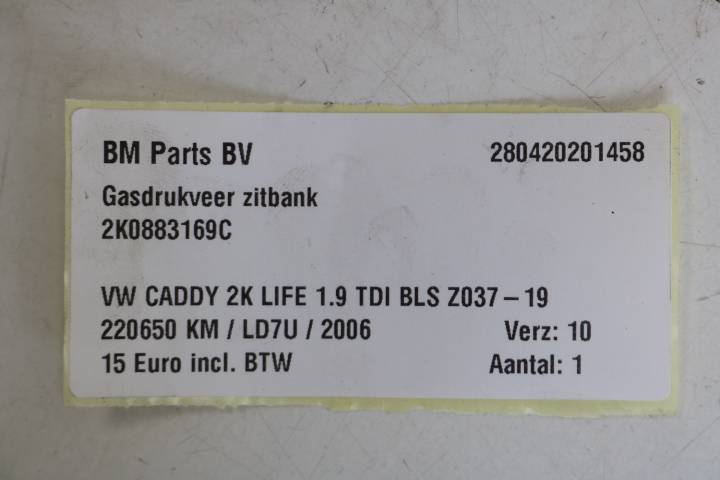 BM Parts BV 280420201458
Gasdrukveer zitbank
2K0883169C
VW CADDY 2K LIFE 1.9 TDI BLS Z037 – 19
220650 KM / LD7U / 2006 Verz: 10
15 Euro incl. BTW Aantal: 1